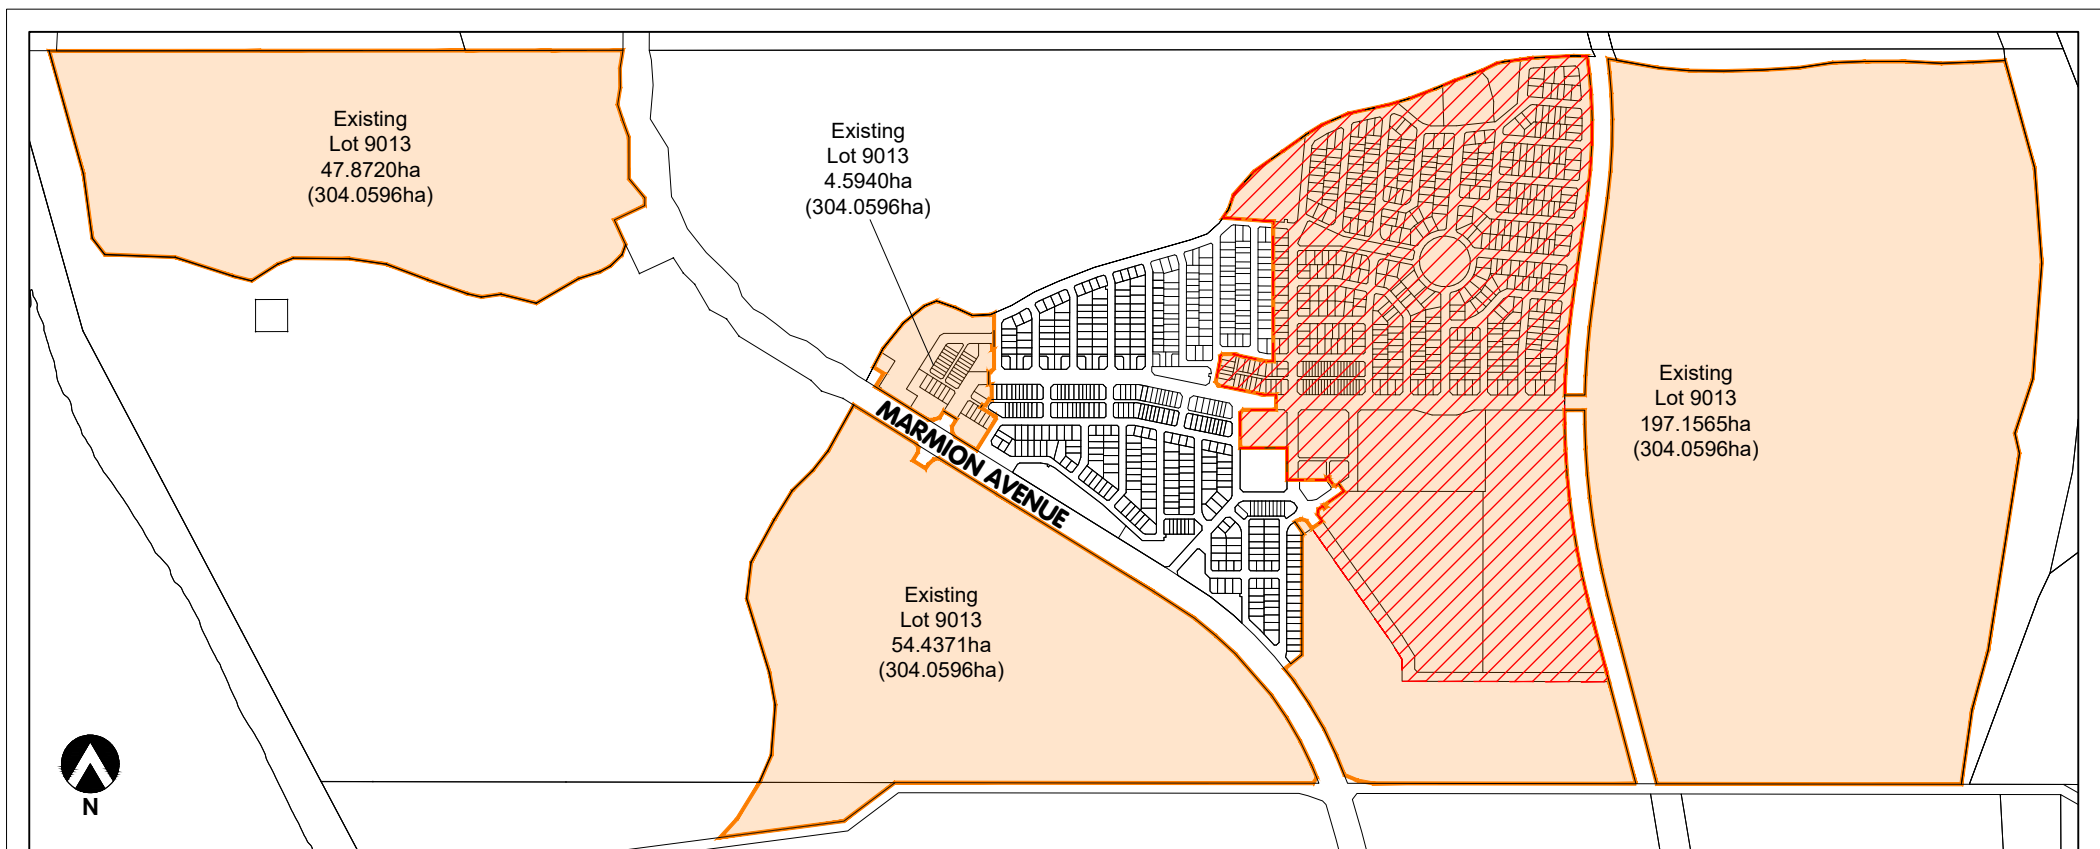 Existing
Lot 9013
47.8720ha
(304.0596ha)
Existing
Lot 9013
4.5940ha
(304.0596ha)
Existing
Lot 9013
197.1565ha
(304.0596ha)
MARMION AVENUE
Existing
Lot 9013
54.4371ha
(304.0596ha)
N